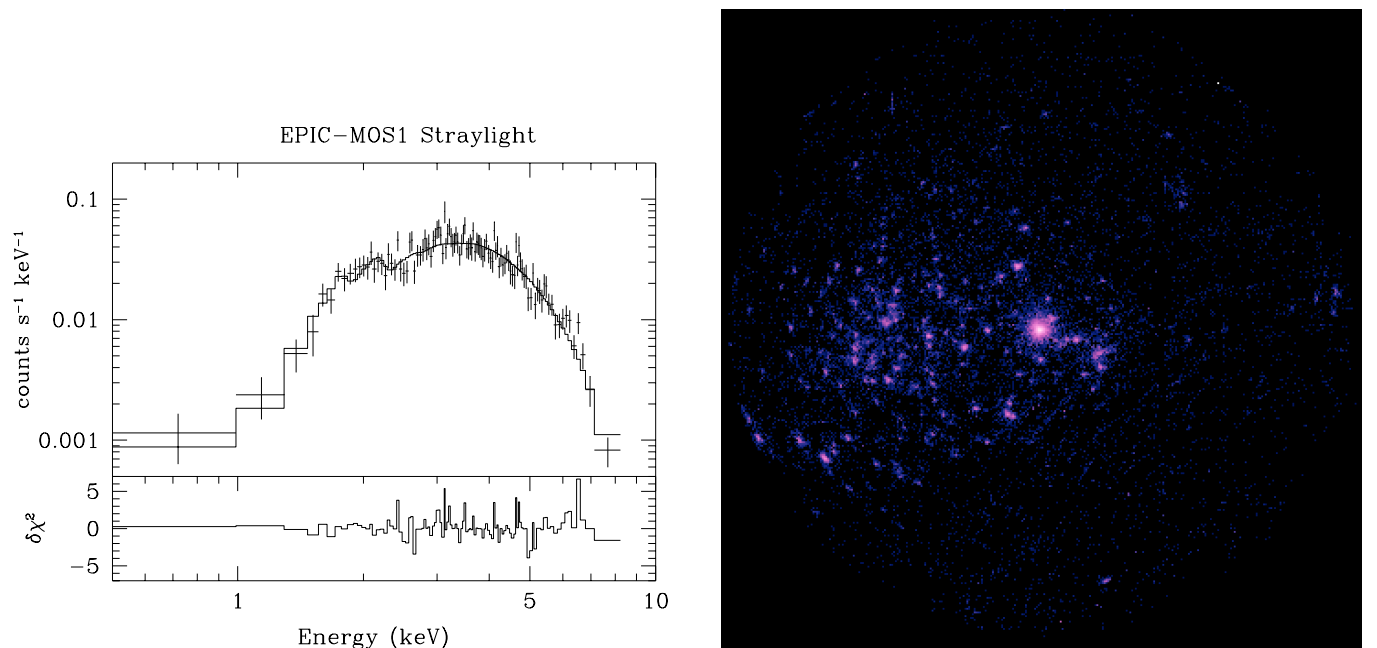 EPIC−MOS1 Straylight
counts s⁻¹ keV⁻¹
0.1
0.01
0.001
δχ²
5
0
−5
1
5
10
Energy (keV)